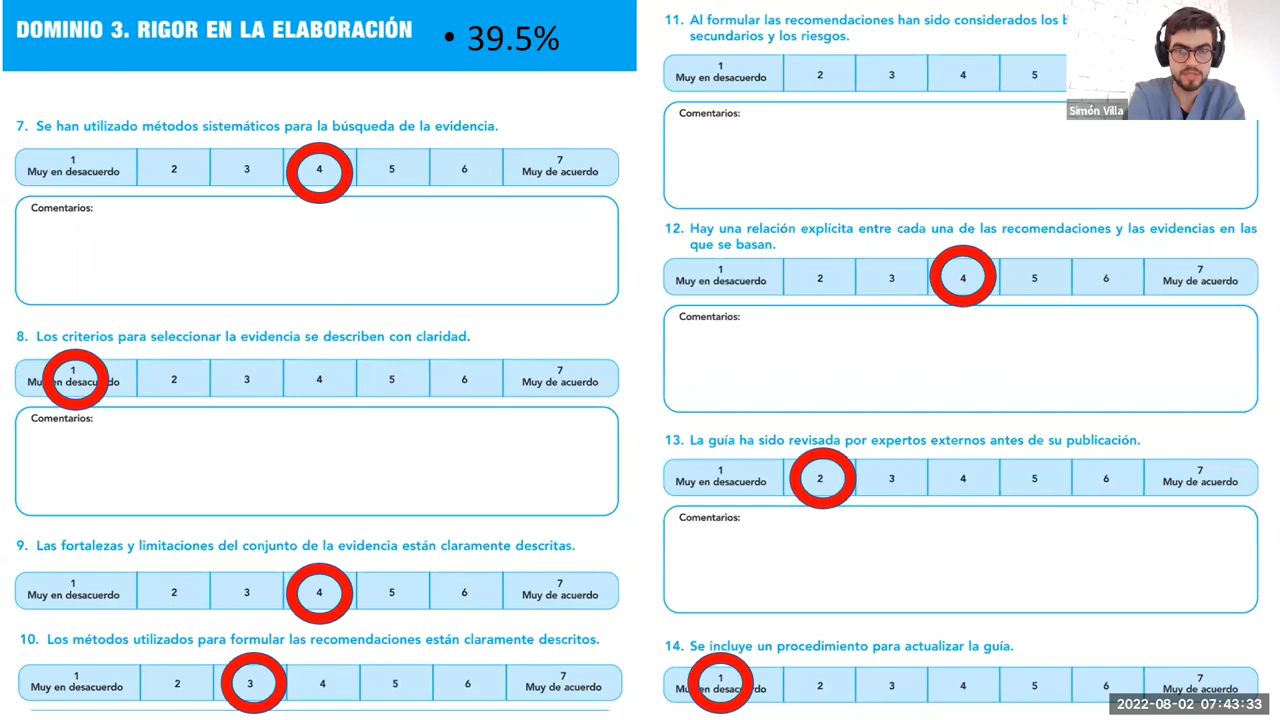 DOMINIO 3. RIGOR EN LA ELABORACIÓN
• 39.5%
7. Se han utilizado métodos sistemáticos para la búsqueda de la evidencia.
1 2 3 4 5 6 7
Muy en desacuerdo Muy de acuerdo
Comentarios:
8. Los criterios para seleccionar la evidencia se describen con claridad.
1 2 3 4 5 6 7
en Muy de acuerdo
Comentarios:
9. Las fortalezas y limitaciones del conjunto de la evidencia están claramente descritas.
1 2 3 4 5 6 7
Muy en desacuerdo Muy de acuerdo
10. Los métodos utilizados para formular las recomendaciones están claramente descritos.
1 2 3 4 5 6 7
Muy en desacuerdo Muy de acuerdo
11. Al formular las recomendaciones han sido considerados los
secundarios y los riesgos.
1 2 3 4 5
Muy en desacuerdo
Comentarios:
Simón Villa
12. Hay una relación explícita entre cada una de las recomendaciones y las evidencias en las
que se basan.
1 2 3 4 5 6 7
Muy en desacuerdo Muy de acuerdo
Comentarios:
13. La guía ha sido revisada por expertos externos antes de su publicación.
1 2 3 4 5 6 7
Muy en desacuerdo Muy de acuerdo
Comentarios:
14. Se incluye un procedimiento para actualizar la guía.
1 2 3 4 5 6 7
en Muy de acuerdo
2022-08-02 07:43:33